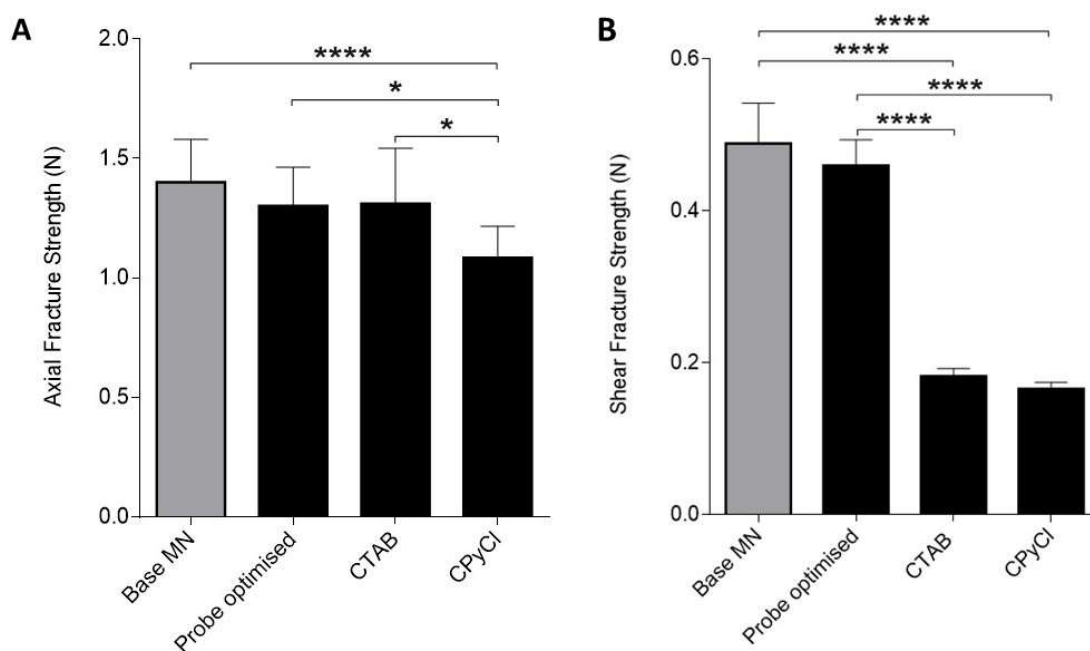 A
Axial Fracture Strength (N)
2.0
1.5
1.0
0.5
0.0
****
*
*
Base MN
Probe optimised
CTAB
CPyCl
B
Shear Fracture Strength (N)
0.6
0.4
0.2
0.0
****
****
****
****
Base MN
Probe optimised
CTAB
CPyCl